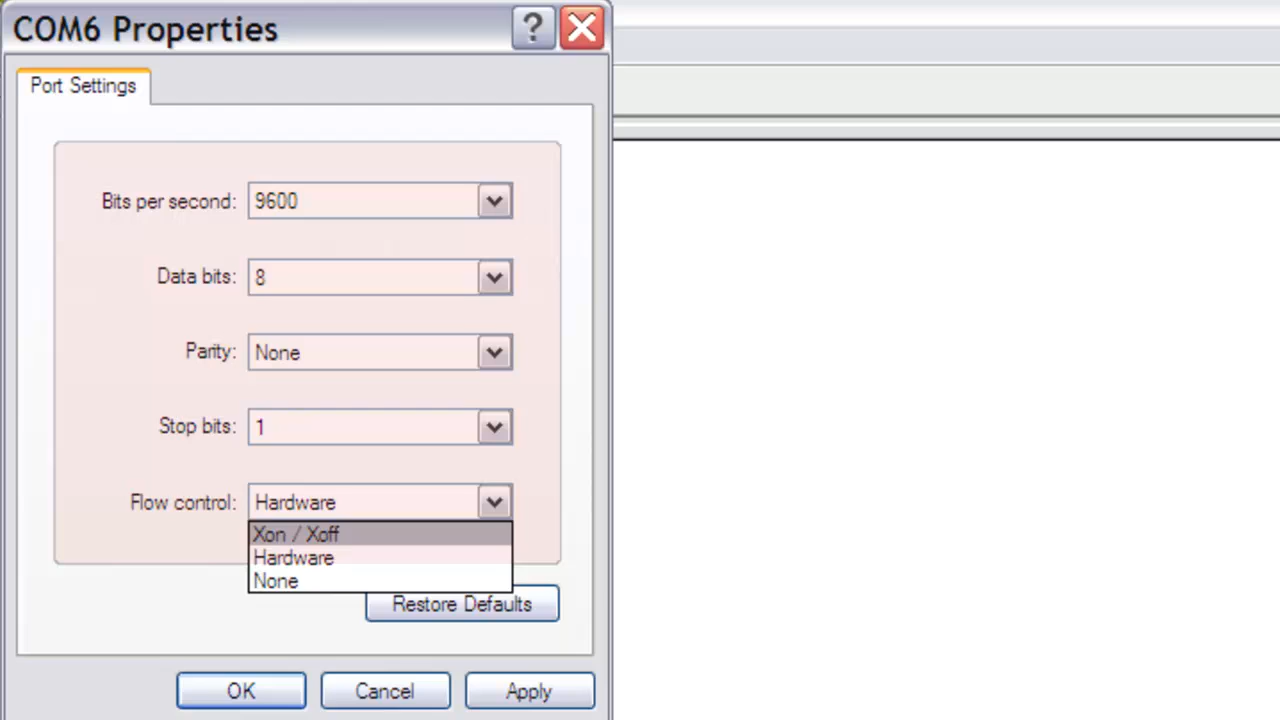 COM6 Properties
Port Settings
Bits per second: 9600
Data bits: 8
Parity: None
Stop bits: 1
Flow control: Hardware
Xon / Xoff
Hardware
None
Restore Defaults
OK Cancel Apply